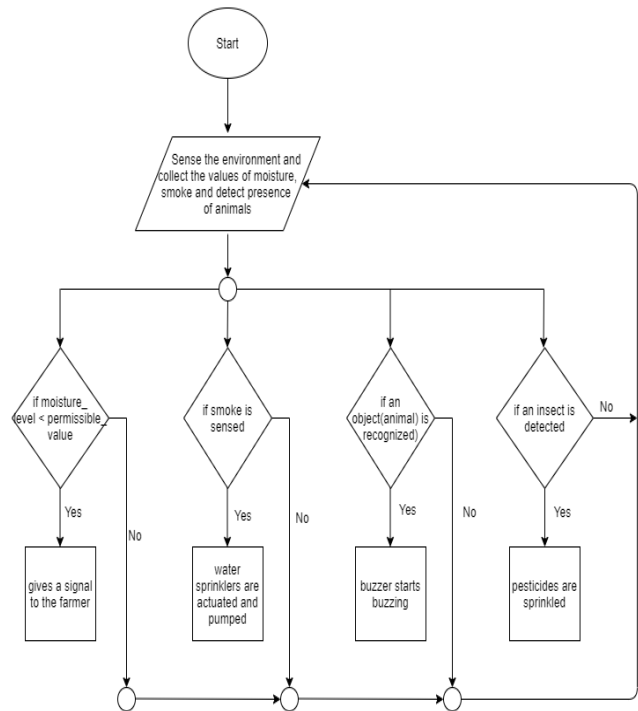 Start
Sense the environment and
collect the values of moisture,
smoke and detect presence
of animals
if moisture_
level < permissible_
value
if smoke is
sensed
if an
object(animal) is
recognized)
if an insect is
detected
No
Yes
No
Yes
No
Yes
No
Yes
gives a signal
to the farmer
water
sprinklers are
actuated and
pumped
buzzer starts
buzzing
pesticides are
sprinkled